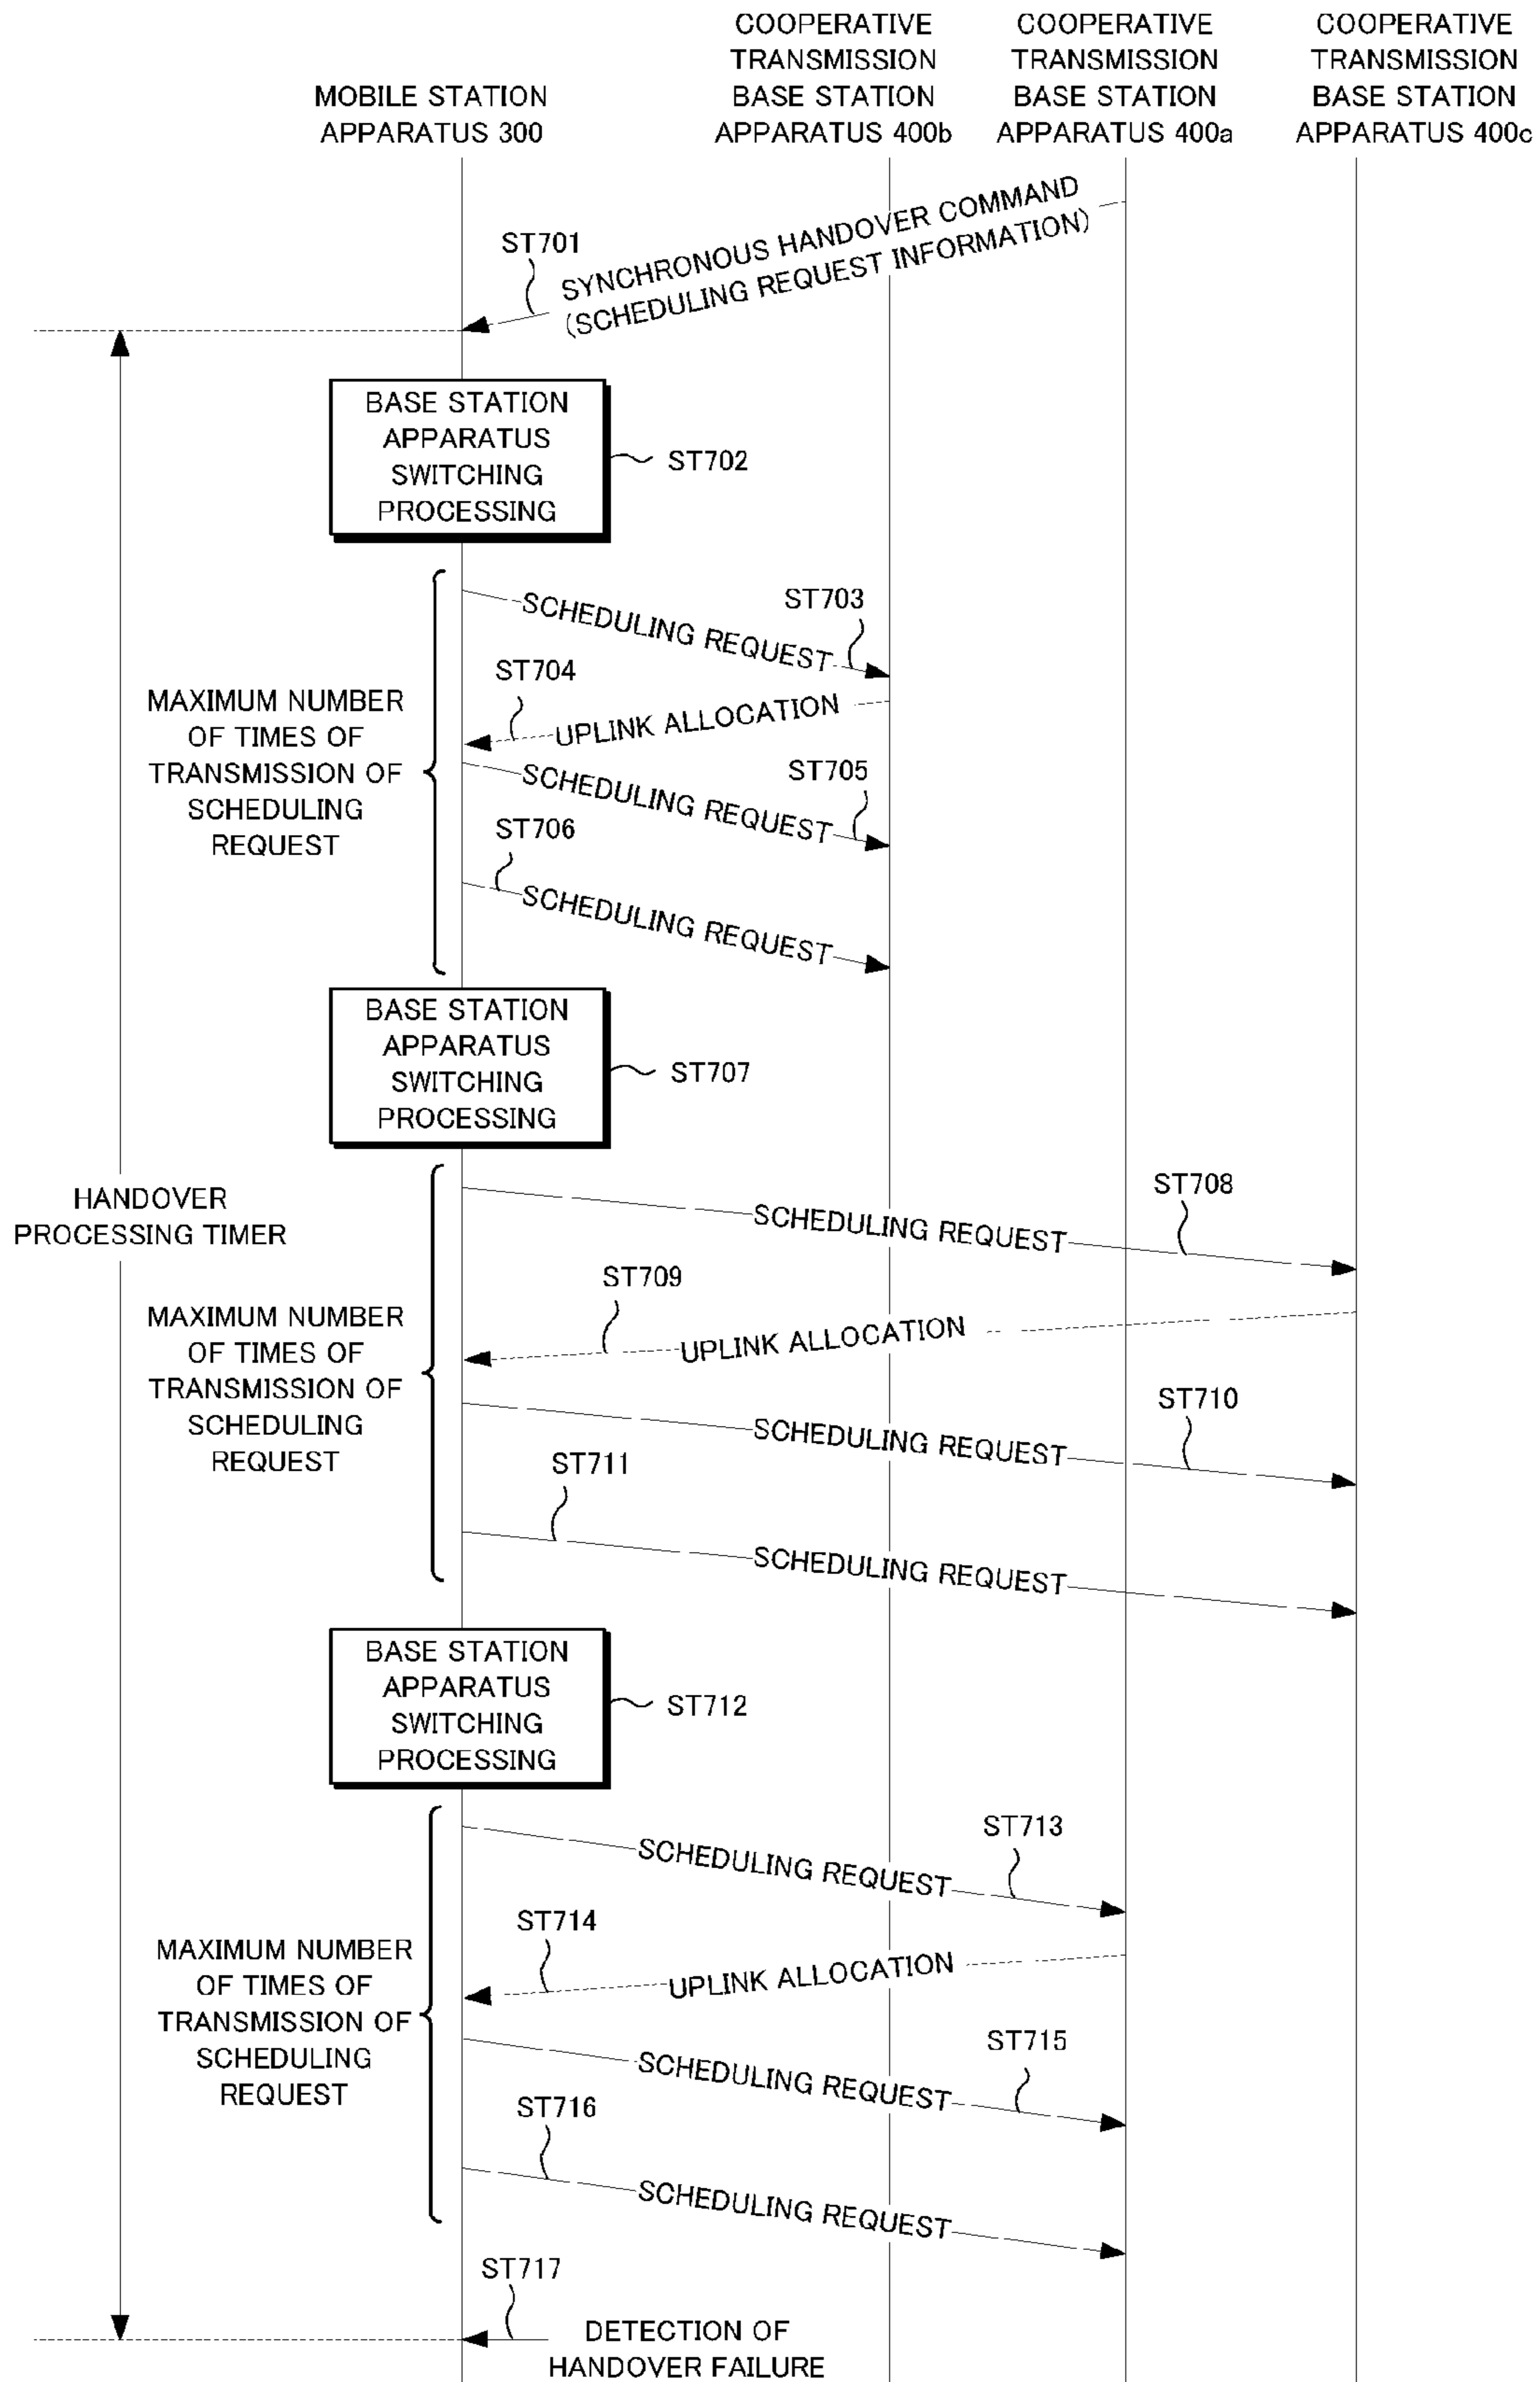 MOBILE STATION
APPARATUS 300
COOPERATIVE
TRANSMISSION
BASE STATION
APPARATUS 400b
COOPERATIVE
TRANSMISSION
BASE STATION
APPARATUS 400a
COOPERATIVE
TRANSMISSION
BASE STATION
APPARATUS 400c
ST701
SYNCHRONOUS HANDOVER COMMAND
(SCHEDULING REQUEST INFORMATION)
BASE STATION
APPARATUS
SWITCHING
PROCESSING
ST702
SCHEDULING REQUEST
ST703
ST704
UPLINK ALLOCATION
MAXIMUM NUMBER
OF TIMES OF
TRANSMISSION OF
SCHEDULING
REQUEST
SCHEDULING REQUEST
ST705
ST706
SCHEDULING REQUEST
BASE STATION
APPARATUS
SWITCHING
PROCESSING
ST707
HANDOVER
PROCESSING TIMER
SCHEDULING REQUEST
ST708
ST709
UPLINK ALLOCATION
MAXIMUM NUMBER
OF TIMES OF
TRANSMISSION OF
SCHEDULING
REQUEST
SCHEDULING REQUEST
ST710
ST711
SCHEDULING REQUEST
BASE STATION
APPARATUS
SWITCHING
PROCESSING
ST712
SCHEDULING REQUEST
ST713
ST714
UPLINK ALLOCATION
MAXIMUM NUMBER
OF TIMES OF
TRANSMISSION OF
SCHEDULING
REQUEST
SCHEDULING REQUEST
ST715
ST716
SCHEDULING REQUEST
ST717
DETECTION OF
HANDOVER FAILURE